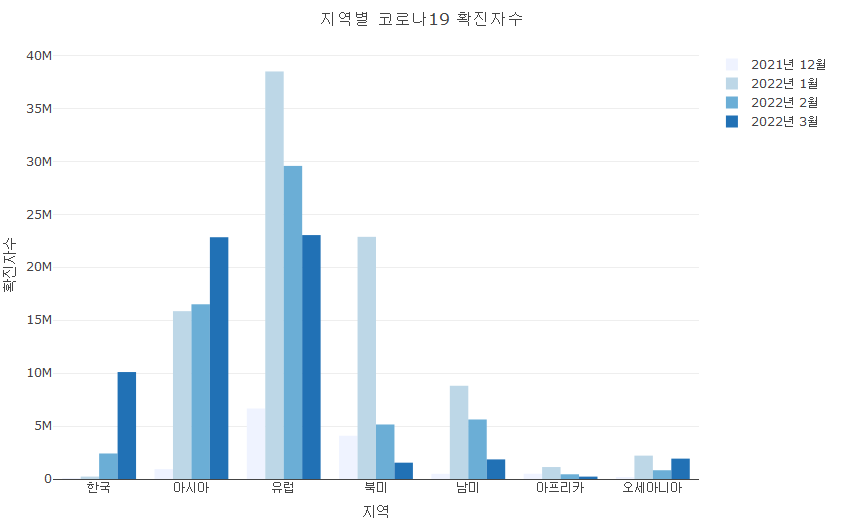 지역별 코로나19 확진자수
2021년 12월
2022년 1월
2022년 2월
2022년 3월
확진자수
40M
35M
30M
25M
20M
15M
10M
5M
0
한국 아시아 유럽 북미 남미 아프리카 오세아니아
지역